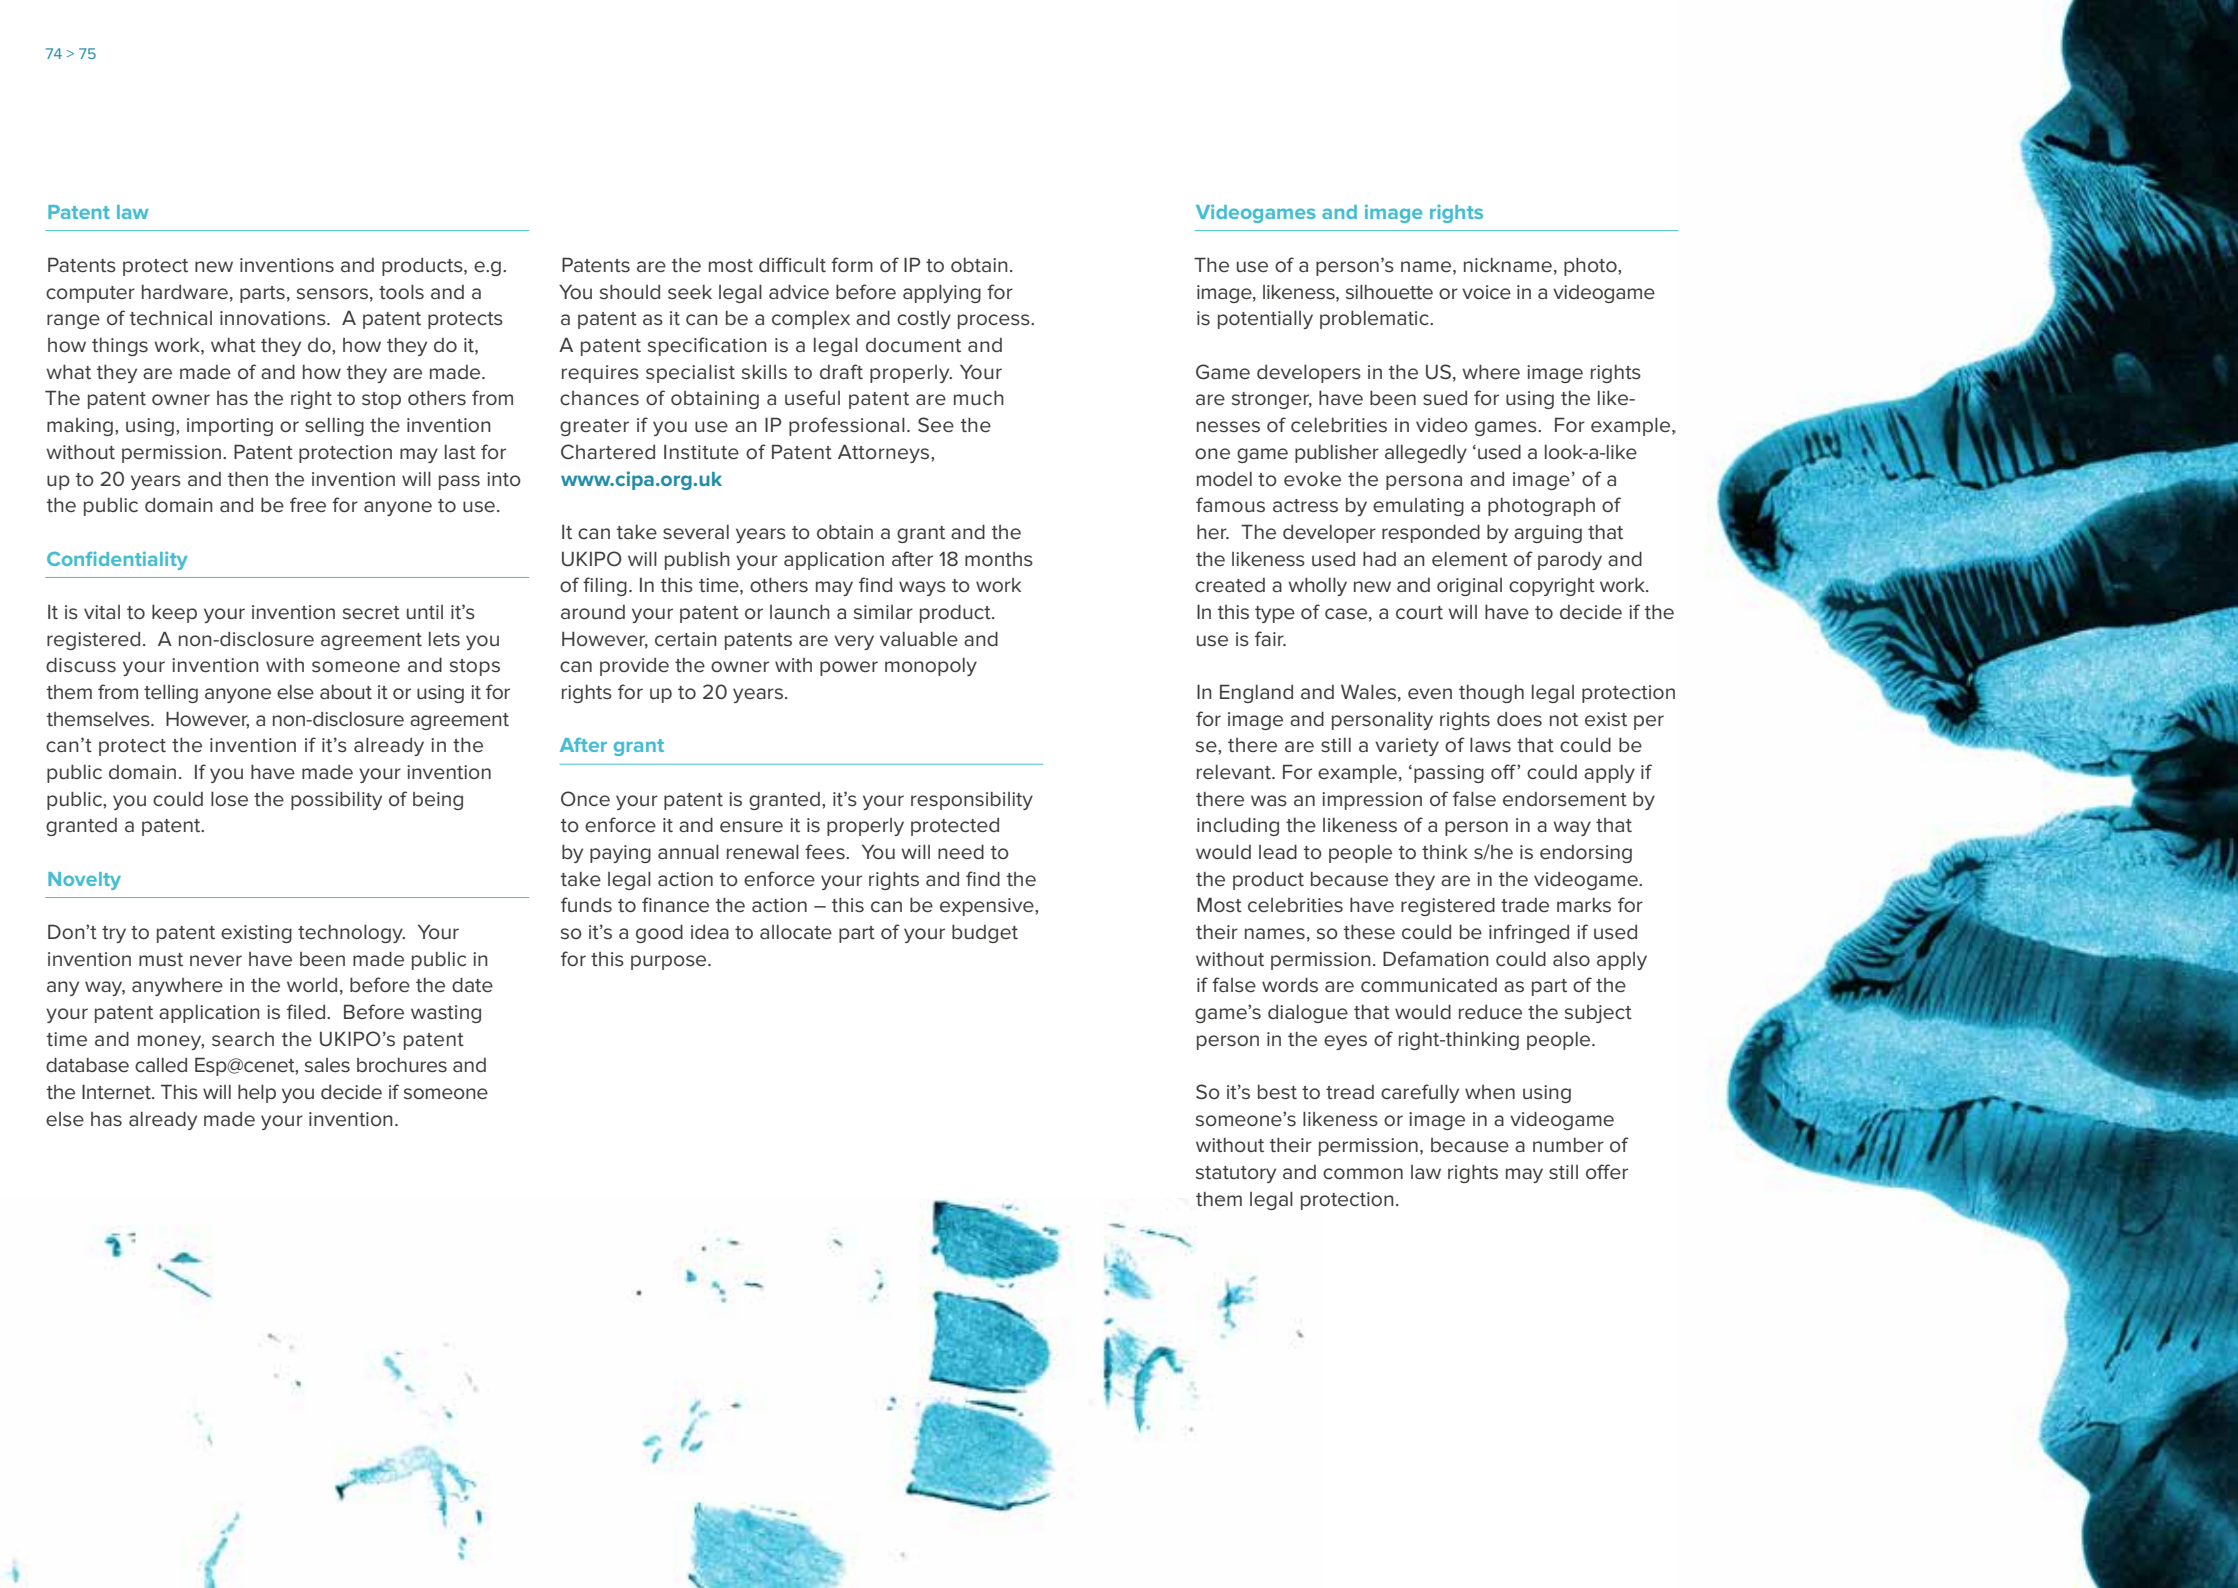 74 > 75
Patent law
Patents protect new inventions and products, e.g.
computer hardware, parts, sensors, tools and a
range of technical innovations.  A patent protects
how things work, what they do, how they do it,
what they are made of and how they are made.
The patent owner has the right to stop others from
making, using, importing or selling the invention
without permission. Patent protection may last for
up to 20 years and then the invention will pass into
the public domain and be free for anyone to use.
Confidentiality
It is vital to keep your invention secret until it’s
registered.  A non-disclosure agreement lets you
discuss your invention with someone and stops
them from telling anyone else about it or using it for
themselves.  However, a non-disclosure agreement
can’t protect the invention if it’s already in the
public domain.  If you have made your invention
public, you could lose the possibility of being
granted a patent.
Novelty
Don’t try to patent existing technology.  Your
invention must never have been made public in
any way, anywhere in the world, before the date
your patent application is filed.  Before wasting
time and money, search the UKIPO’s patent
database called Esp@cenet, sales brochures and
the Internet. This will help you decide if someone
else has already made your invention.
Patents are the most difficult form of IP to obtain.
You should seek legal advice before applying for
a patent as it can be a complex and costly process.
A patent specification is a legal document and
requires specialist skills to draft properly. Your
chances of obtaining a useful patent are much
greater if you use an IP professional. See the
Chartered Institute of Patent Attorneys,
www.cipa.org.uk
It can take several years to obtain a grant and the
UKIPO will publish your application after 18 months
of filing. In this time, others may find ways to work
around your patent or launch a similar product.
However, certain patents are very valuable and
can provide the owner with power monopoly
rights for up to 20 years.
After grant
Once your patent is granted, it’s your responsibility
to enforce it and ensure it is properly protected
by paying annual renewal fees.  You will need to
take legal action to enforce your rights and find the
funds to finance the action – this can be expensive,
so it’s a good idea to allocate part of your budget
for this purpose.
Videogames and image rights
The use of a person’s name, nickname, photo,
image, likeness, silhouette or voice in a videogame
is potentially problematic.
Game developers in the US, where image rights
are stronger, have been sued for using the like-
nesses of celebrities in video games.  For example,
one game publisher allegedly ‘used a look-a-like
model to evoke the persona and image’ of a
famous actress by emulating a photograph of
her.  The developer responded by arguing that
the likeness used had an element of parody and
created a wholly new and original copyright work.
In this type of case, a court will have to decide if the
use is fair.
In England and Wales, even though legal protection
for image and personality rights does not exist per
se, there are still a variety of laws that could be
relevant. For example, ‘passing off’ could apply if
there was an impression of false endorsement by
including the likeness of a person in a way that
would lead to people to think s/he is endorsing
the product because they are in the videogame.
Most celebrities have registered trade marks for
their names, so these could be infringed if used
without permission. Defamation could also apply
if false words are communicated as part of the
game’s dialogue that would reduce the subject
person in the eyes of right-thinking people.
So it’s best to tread carefully when using
someone’s likeness or image in a videogame
without their permission, because a number of
statutory and common law rights may still offer
them legal protection.